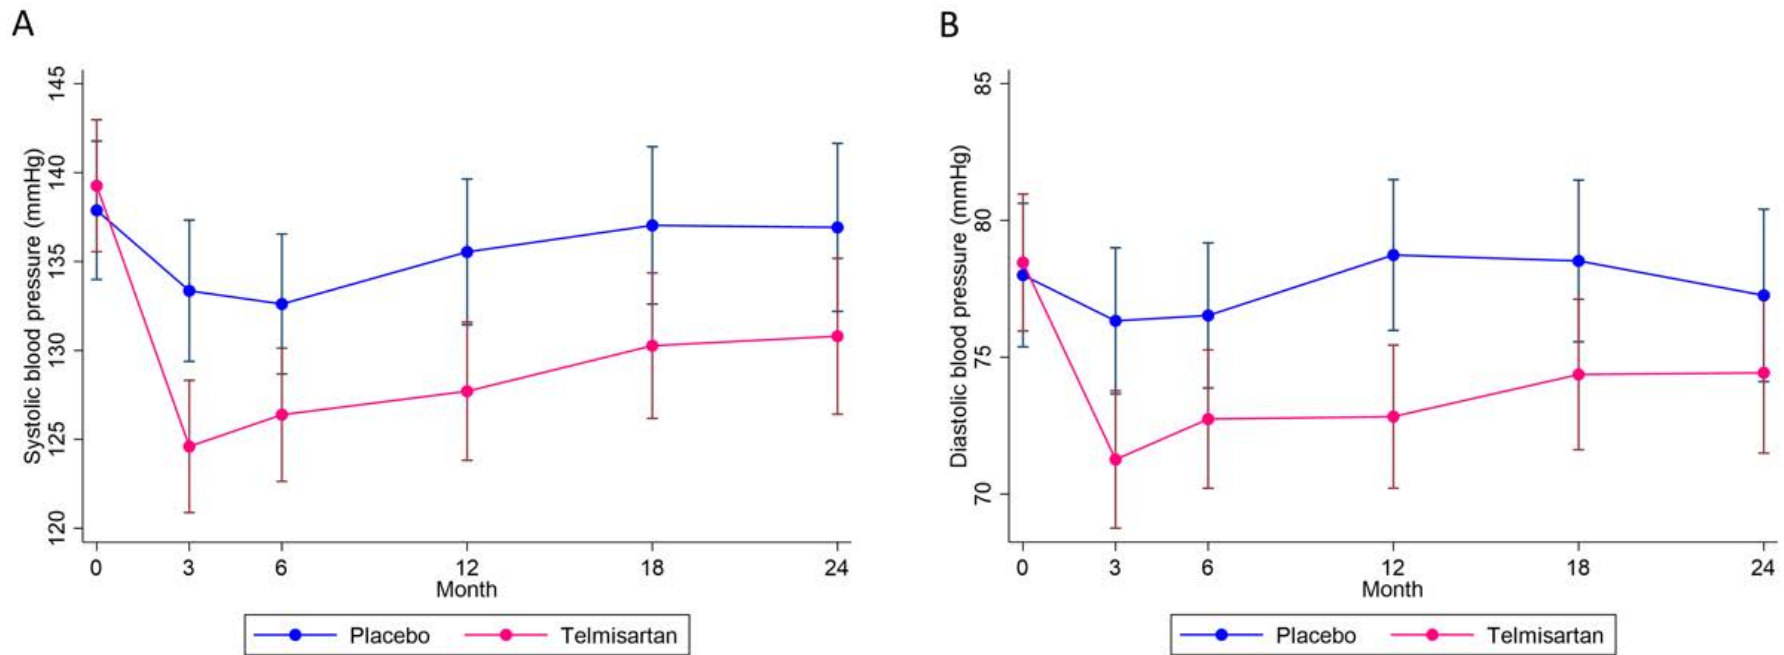 A
Systolic blood pressure (mmHg)
145
140
135
130
125
120
0 3 6 12 18 24
Month
Placebo Telmisartan
B
Diastolic blood pressure (mmHg)
85
80
75
70
0 3 6 12 18 24
Month
Placebo Telmisartan